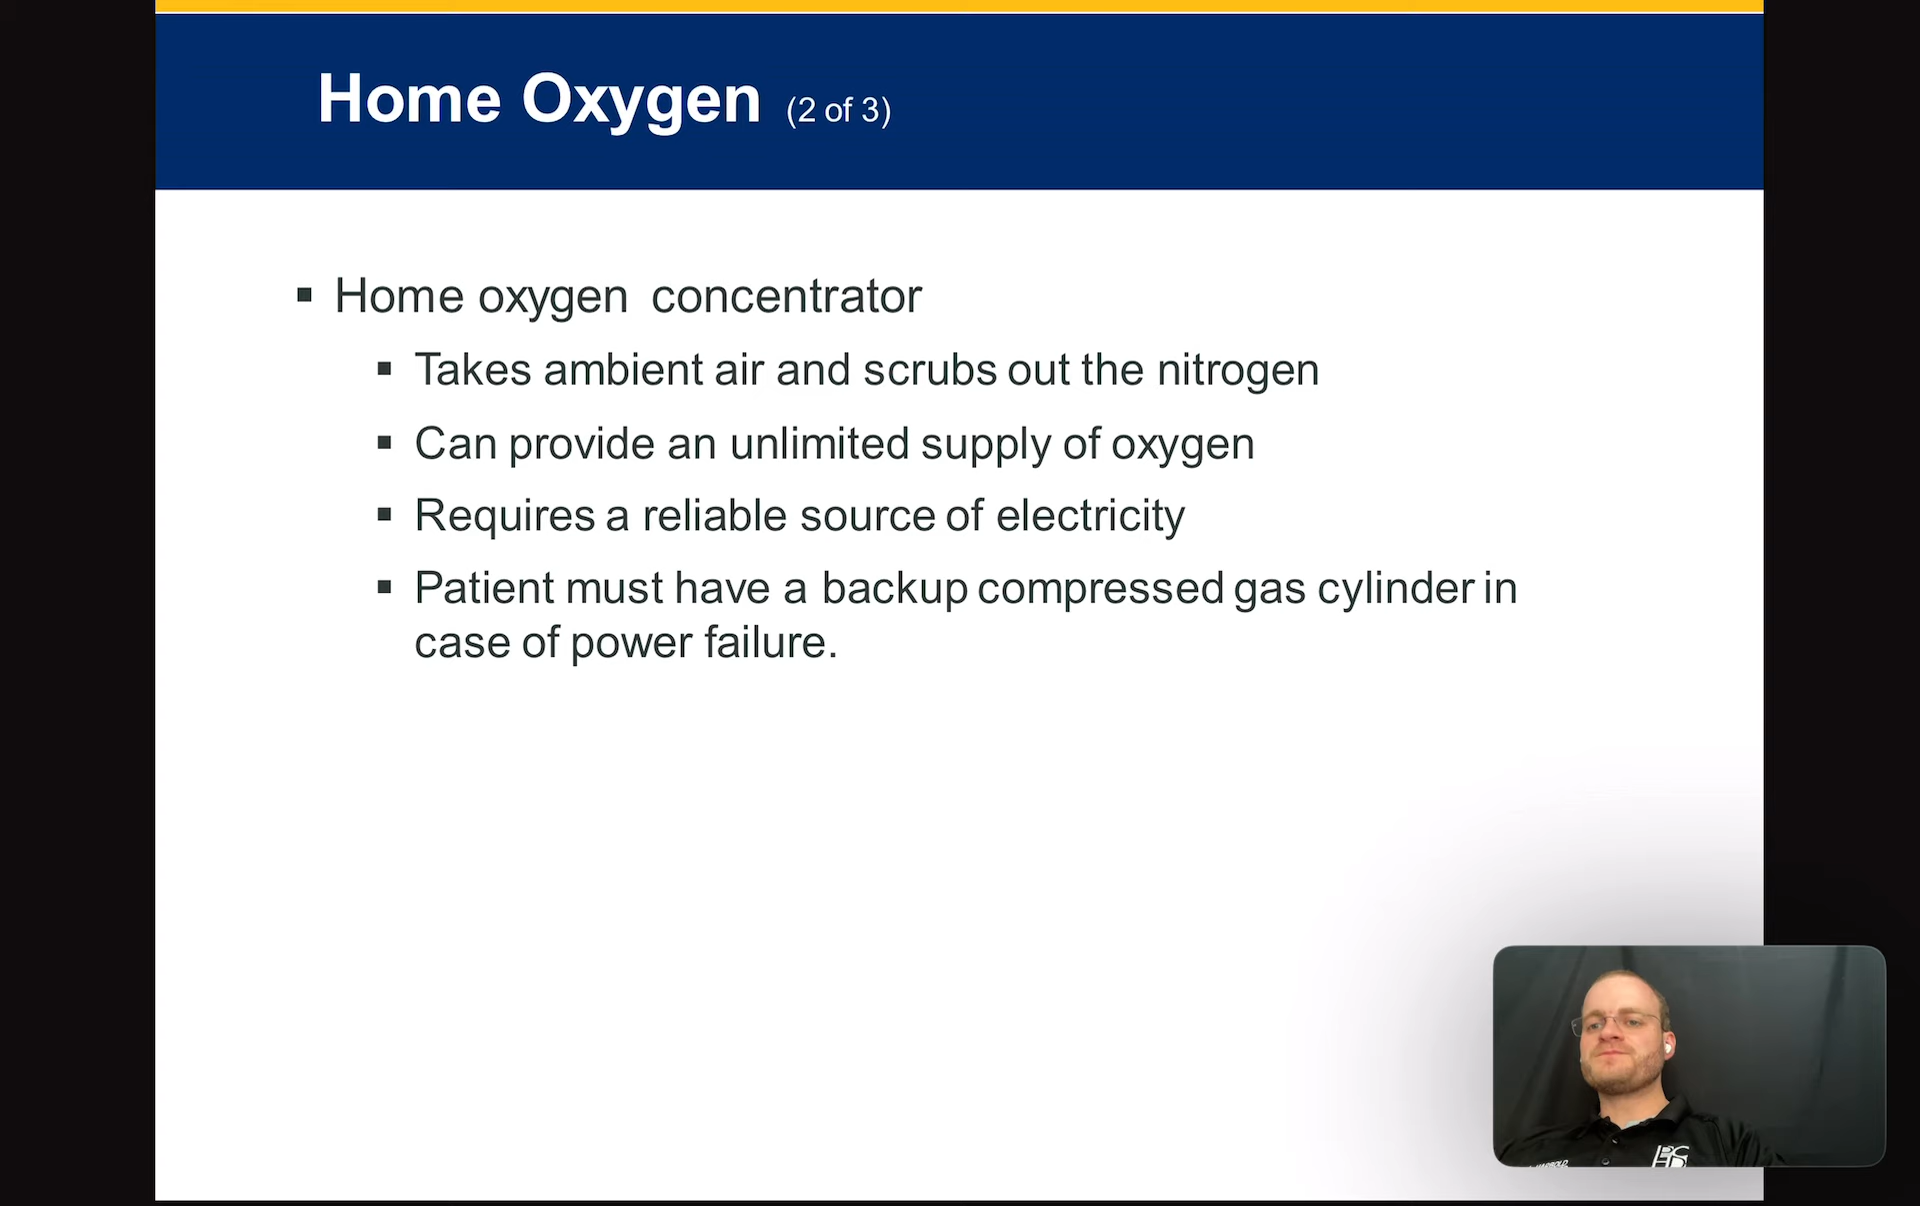 Home Oxygen (2 of 3)
▪ Home oxygen concentrator
▪ Takes ambient air and scrubs out the nitrogen
▪ Can provide an unlimited supply of oxygen
▪ Requires a reliable source of electricity
▪ Patient must have a backup compressed gas cylinder in
case of power failure.